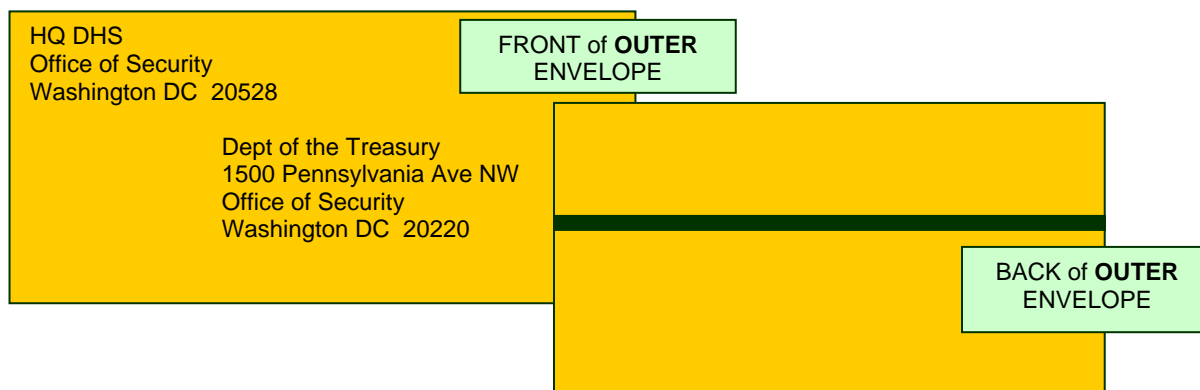 HQ DHS
Office of Security
Washington DC  20528
FRONT of OUTER
ENVELOPE
Dept of the Treasury
1500 Pennsylvania Ave NW
Office of Security
Washington DC  20220
BACK of OUTER
ENVELOPE